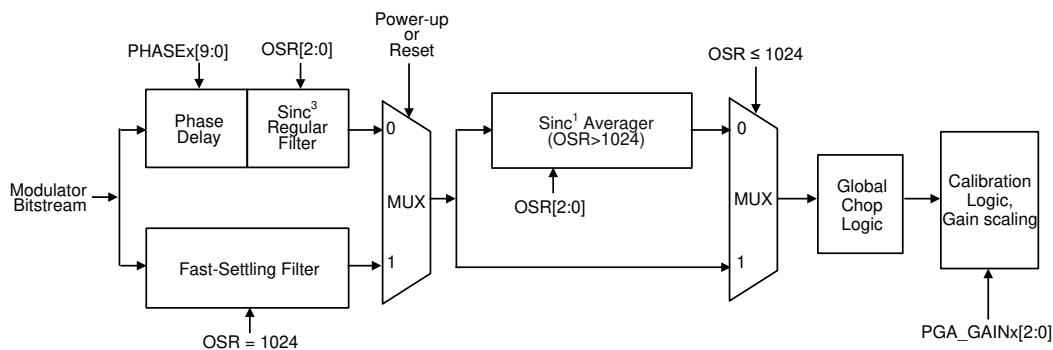 Power-up
or
Reset
PHASEx[9:0]
OSR[2:0]
OSR ≤ 1024
Phase
Delay
Sinc³
Regular
Filter
0
Sinc¹ Averager
(OSR>1024)
0
Modulator
Bitstream
MUX
OSR[2:0]
MUX
Global
Chop
Logic
Calibration
Logic,
Gain scaling
Fast-Settling Filter
1
1
OSR = 1024
PGA_GAINx[2:0]